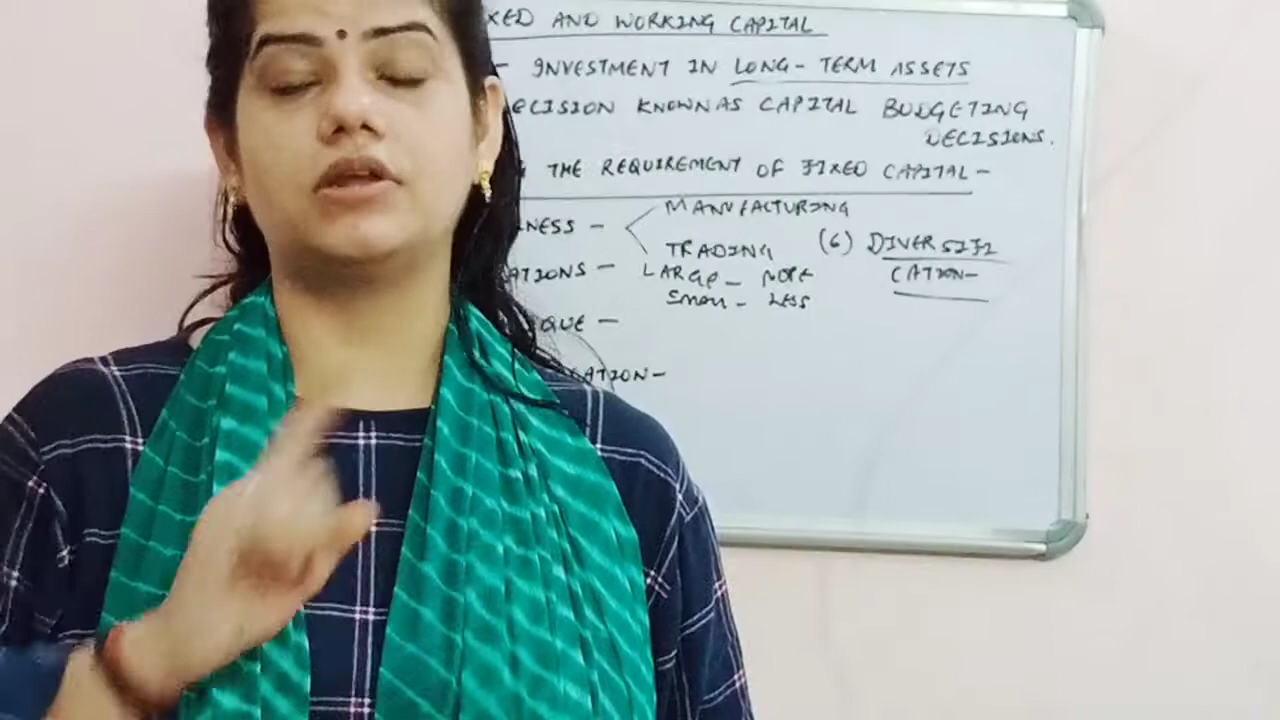 XED AND WORKING CAPITAL
- INVESTMENT IN LONG-TERM ASSETS
ECISION KNOWN AS CAPITAL BUDGETING
DECISIONS.
THE REQUIREMENT OF FIXED CAPITAL -
NESS - MANUFACTURING
TRADING
ATIONS - LARGE - MORE
SMALL - LESS
QUE -
CATION -
(6) DIVERSIFI
CATION-